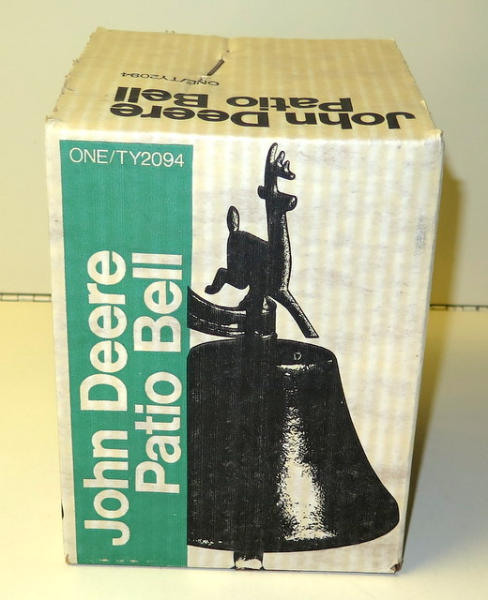 John Deere
Patio Bell
ONE/TY2094
ONE/TY2094
John Deere
Patio Bell